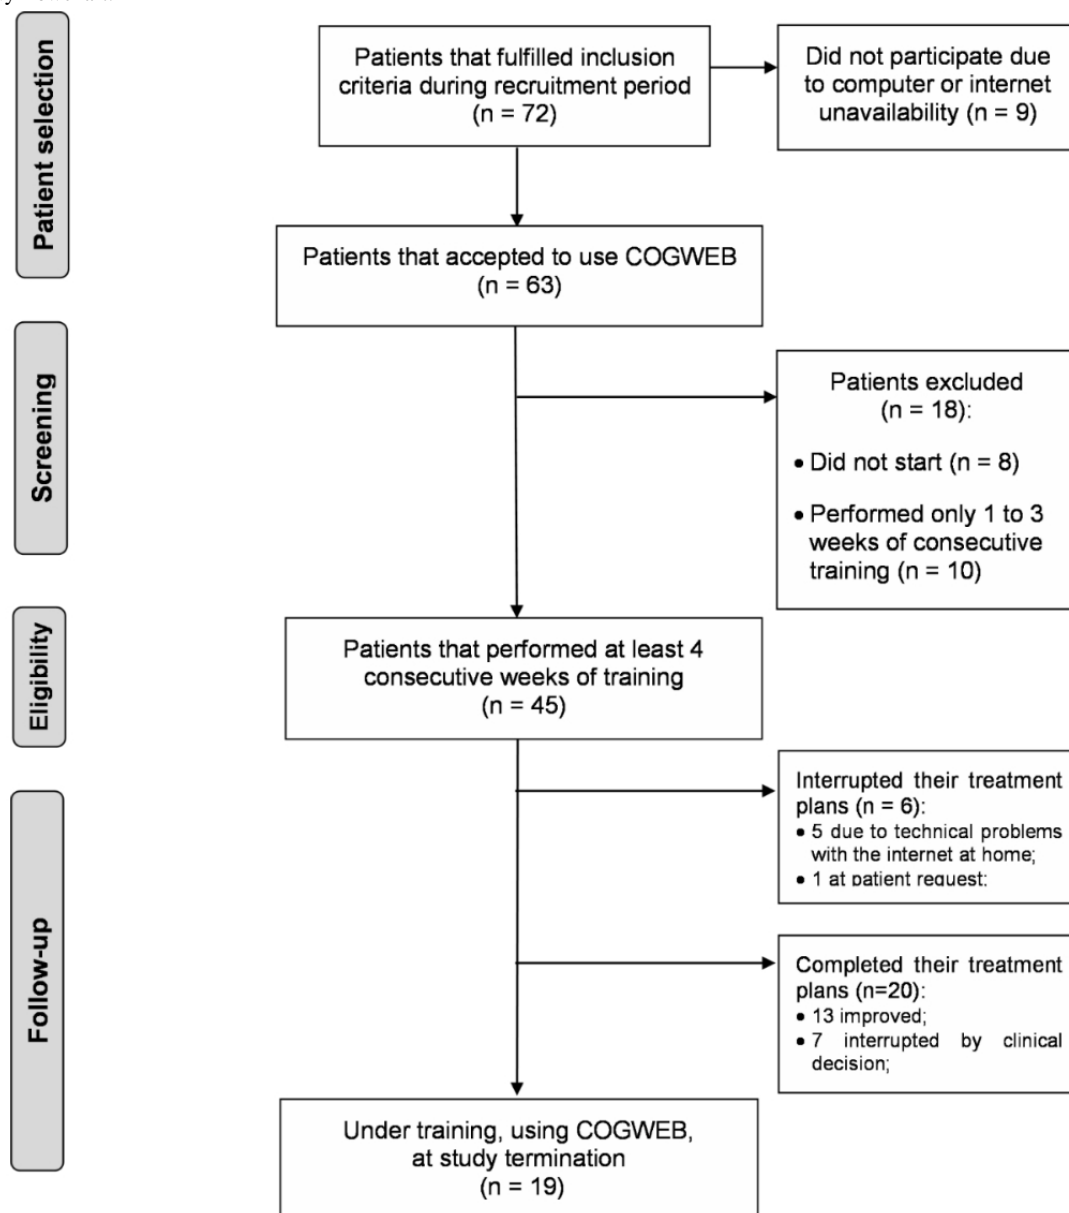 Patient selection
Patients that fulfilled inclusion
criteria during recruitment period
(n = 72)
Did not participate due
to computer or internet
unavailability (n = 9)
Patients that accepted to use COGWEB
(n = 63)
Screening
Patients excluded
(n = 18):
• Did not start (n = 8)
• Performed only 1 to 3
weeks of consecutive
training (n = 10)
Eligibility
Patients that performed at least 4
consecutive weeks of training
(n = 45)
Follow-up
Interrupted their treatment
plans (n = 6):
• 5 due to technical problems
with the internet at home;
• 1 at patient request;
Completed their treatment
plans (n=20):
• 13 improved;
• 7 interrupted by clinical
decision;
Under training, using COGWEB,
at study termination
(n = 19)